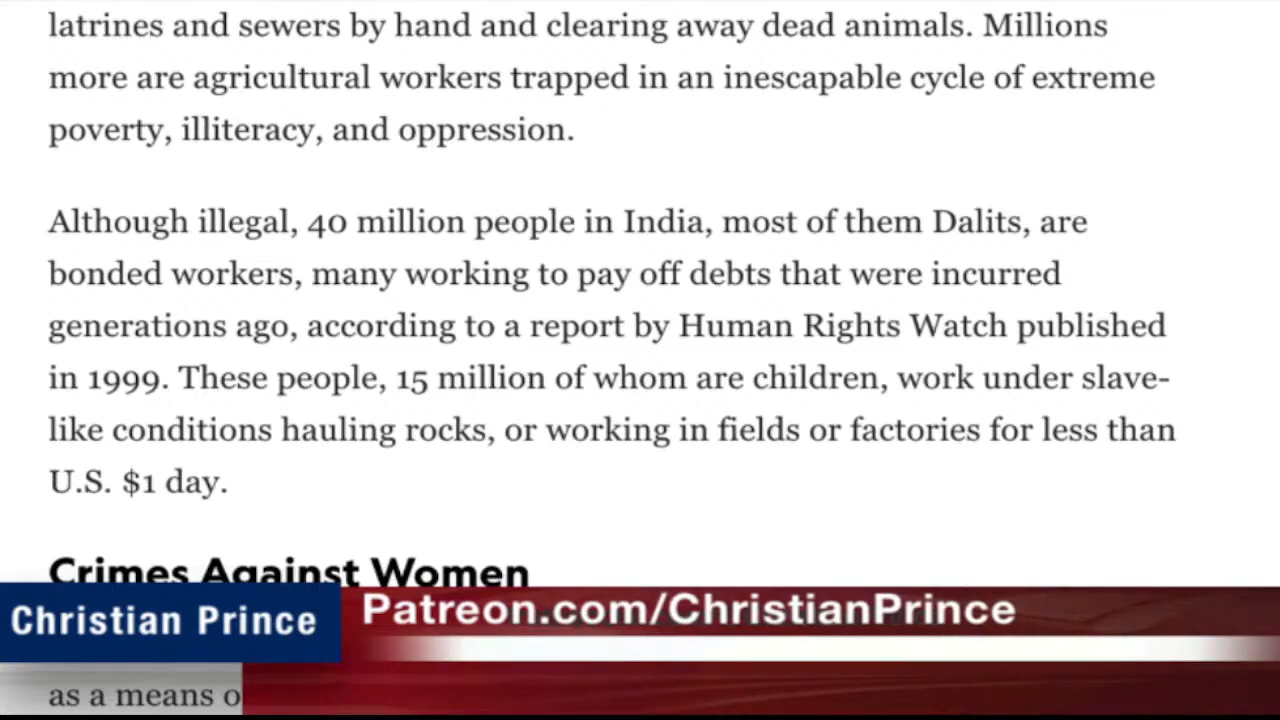 latrines and sewers by hand and clearing away dead animals. Millions
more are agricultural workers trapped in an inescapable cycle of extreme
poverty, illiteracy, and oppression.
Although illegal, 40 million people in India, most of them Dalits, are
bonded workers, many working to pay off debts that were incurred
generations ago, according to a report by Human Rights Watch published
in 1999. These people, 15 million of whom are children, work under slave-
like conditions hauling rocks, or working in fields or factories for less than
U.S. $1 day.
Crimes Against Women
Christian Prince
Patreon.com/ChristianPrince
as a means o